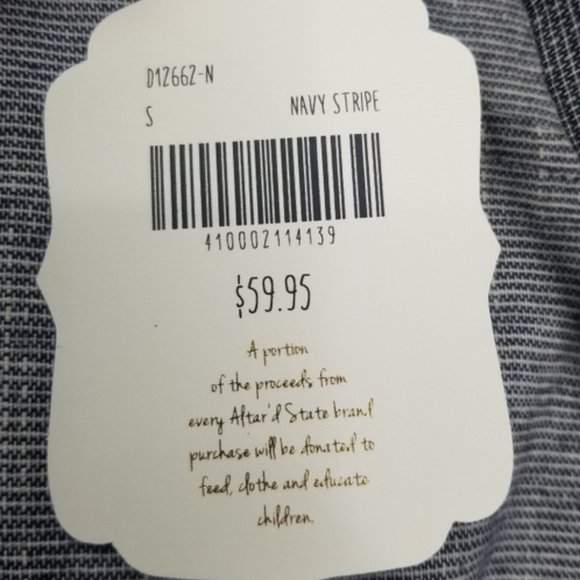 D12662-N
S NAVY STRIPE
410002114139
$59.95
A portion
of the proceeds from
every Altar'd State brand
purchase will be donated to
feed, clothe and educate
children.